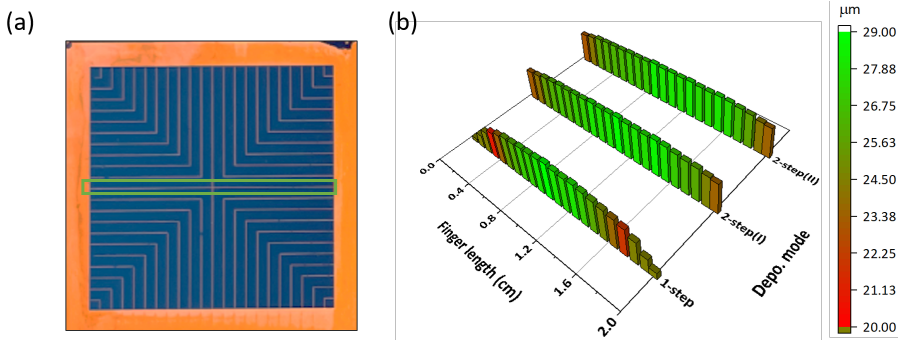 (a)
(b)
µm
29.00
27.88
26.75
25.63
24.50
23.38
22.25
21.13
20.00
0.0
0.4
0.8
1.2
1.6
2.0
Finger length (cm)
1-step
2-step(I)
2-step(II)
Depo. mode